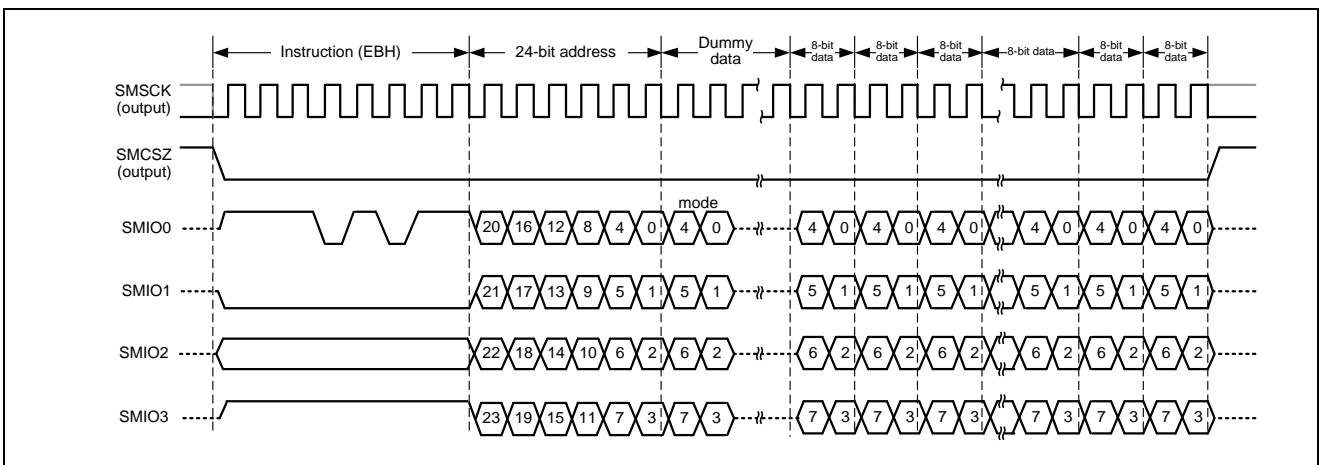 Instruction (EBH) 24-bit address Dummy data 8-bit data 8-bit data 8-bit data 8-bit data 8-bit data 8-bit data
SMSCK
(output)
SMCSZ
(output)
mode
SMIO0 20 16 12 8 4 0 4 0 4 0 4 0 4 0 4 0 4 0 4 0
SMIO1 21 17 13 9 5 1 5 1 5 1 5 1 5 1 5 1 5 1 5 1
SMIO2 22 18 14 10 6 2 6 2 6 2 6 2 6 2 6 2 6 2 6 2
SMIO3 23 19 15 11 7 3 7 3 7 3 7 3 7 3 7 3 7 3 7 3